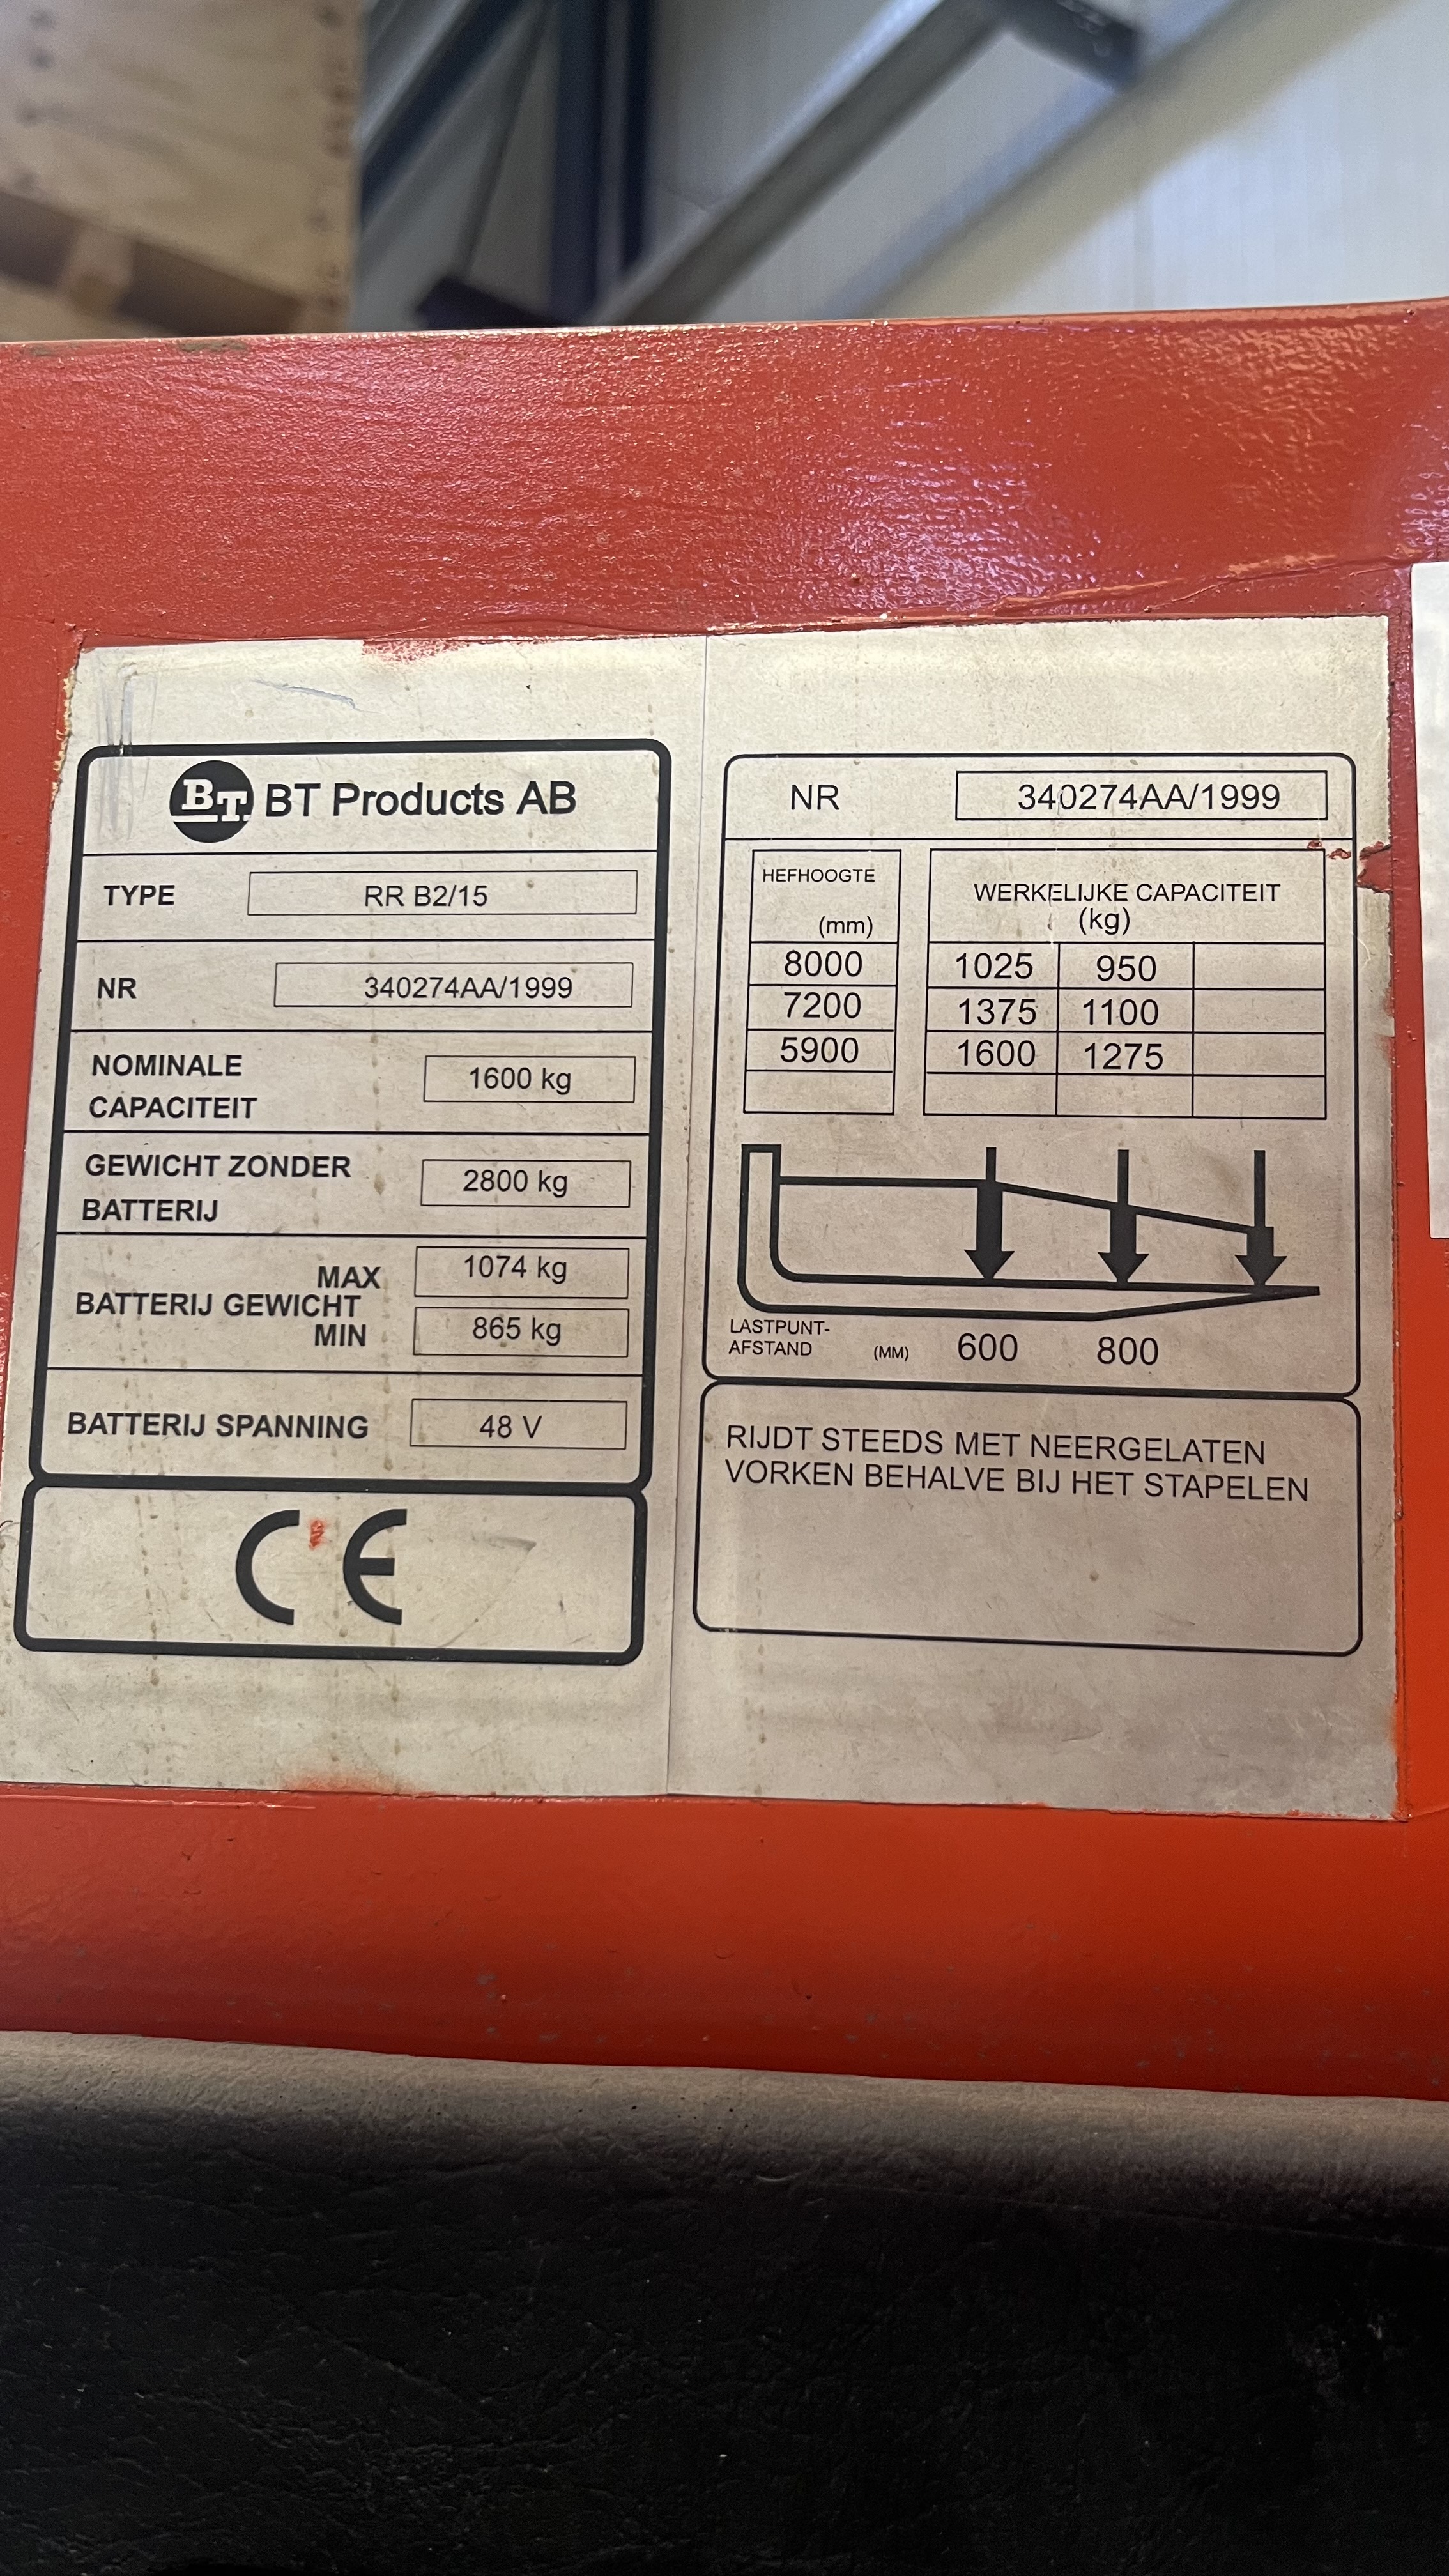 BT BT Products AB
TYPE RR B2/15
NR 340274AA/1999
NOMINALE
CAPACITEIT
1600 kg
GEWICHT ZONDER
BATTERIJ
2800 kg
MAX 1074 kg
BATTERIJ GEWICHT
MIN 865 kg
BATTERIJ SPANNING 48 V
CE
NR 340274AA/1999
HEFHOOGTE
(mm)
WERKELIJKE CAPACITEIT
(kg)
8000 1025 950
7200 1375 1100
5900 1600 1275
LASTPUNT-
AFSTAND (MM) 600 800
RIJDT STEEDS MET NEERGELATEN
VORKEN BEHALVE BIJ HET STAPELEN